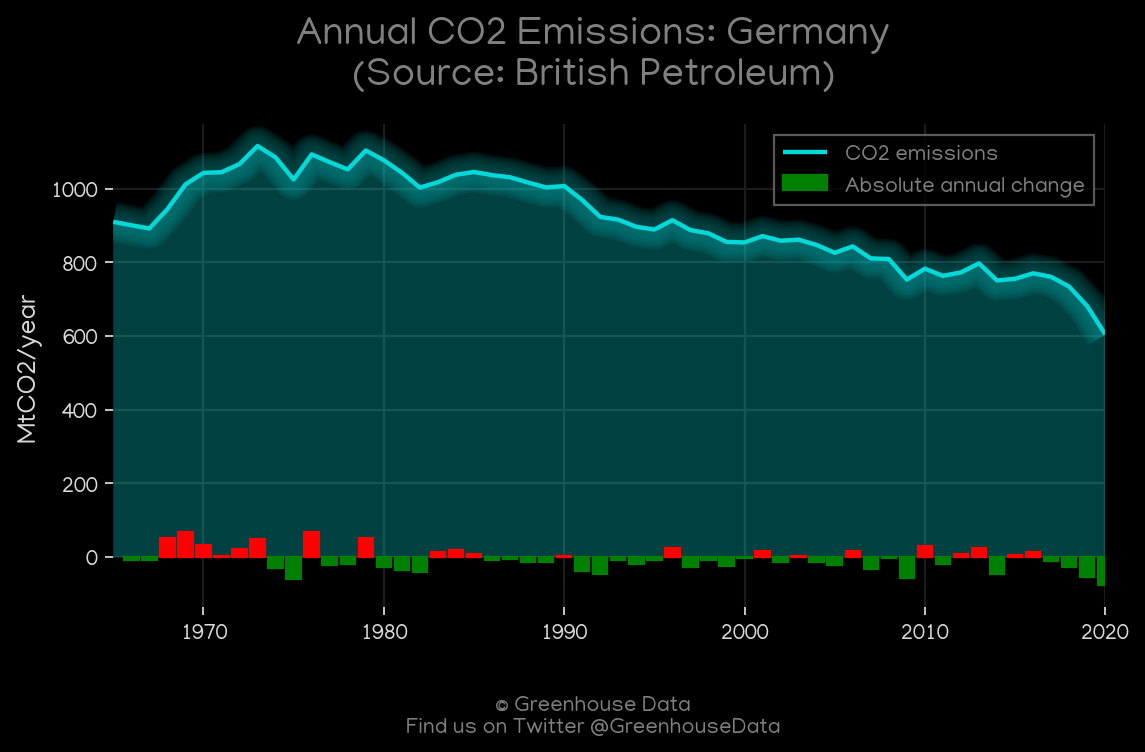 Annual CO2 Emissions: Germany
(Source: British Petroleum)
CO2 emissions
Absolute annual change
MtCO2/year
1000
800
600
400
200
0
1970
1980
1990
2000
2010
2020
© Greenhouse Data
Find us on Twitter @GreenhouseData